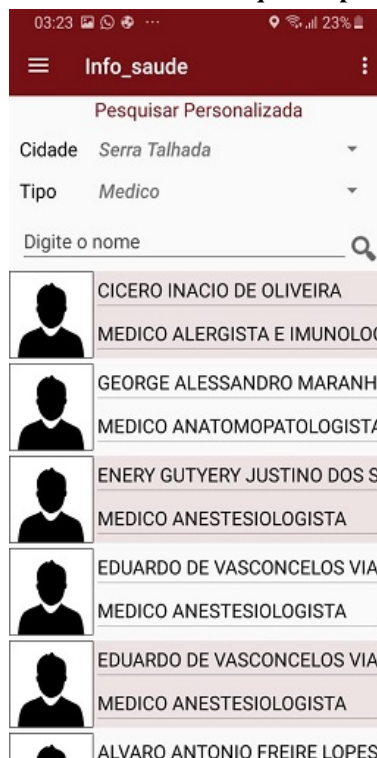 03:23 ... 23%
Info_saude
Pesquisar Personalizada
Cidade Serra Talhada
Tipo Medico
Digite o nome
CICERO INACIO DE OLIVEIRA
MEDICO ALERGISTA E IMUNOLOG
GEORGE ALESSANDRO MARANH
MEDICO ANATOMOPATOLOGISTA
ENERY GUTYERY JUSTINO DOS S
MEDICO ANESTESIOLOGISTA
EDUARDO DE VASCONCELOS VIA
MEDICO ANESTESIOLOGISTA
EDUARDO DE VASCONCELOS VIA
MEDICO ANESTESIOLOGISTA
ALVARO ANTONIO FREIRE LOPES